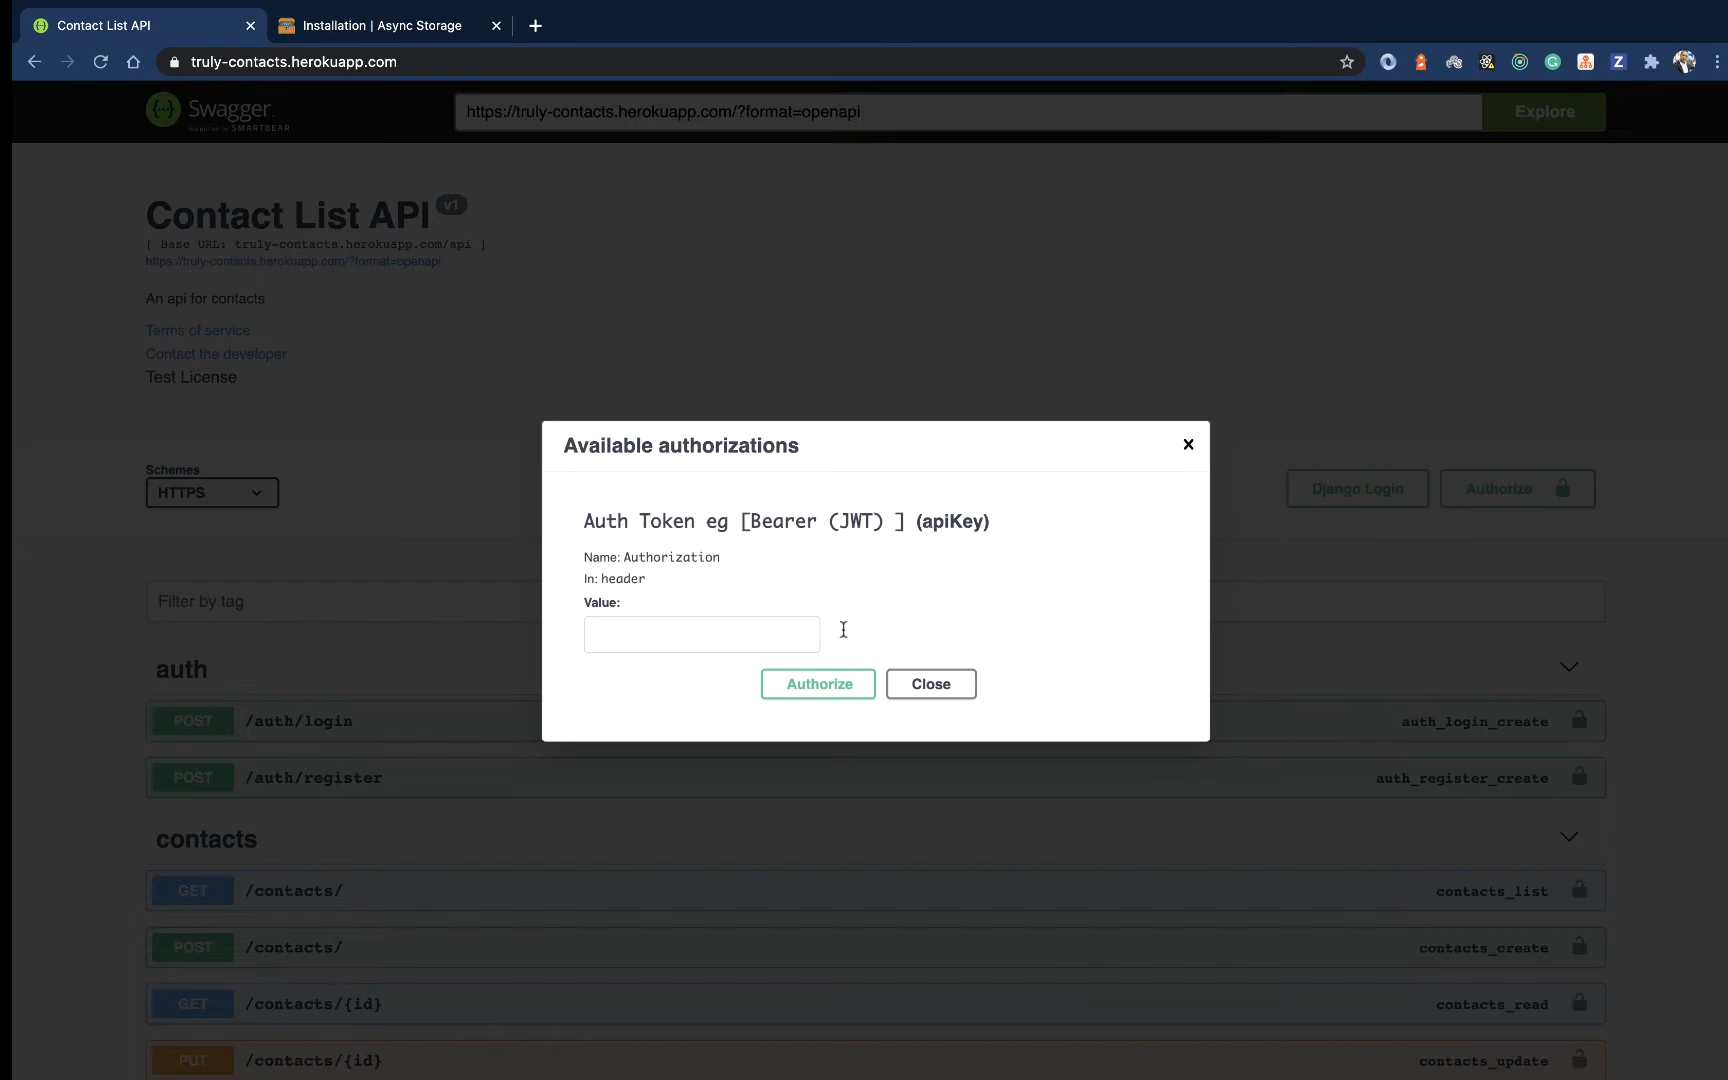 Contact List API
Installation | Async Storage
truly-contacts.herokuapp.com
Z
Swagger.
supported by SMARTBEAR
https://truly-contacts.herokuapp.com/?format=openapi
Explore
Contact List API v1
[ Base URL: truly-contacts.herokuapp.com/api ]
https://truly-contacts.herokuapp.com/?format=openapi
An api for contacts
Terms of service
Contact the developer
Test License
Schemes
HTTPS
Django Login
Authorize
Available authorizations
Auth Token eg [Bearer (JWT) ] (apiKey)
Name: Authorization
In: header
Value:
Authorize
Close
Filter by tag
auth
POST /auth/login auth_login_create
POST /auth/register auth_register_create
contacts
GET /contacts/ contacts_list
POST /contacts/ contacts_create
GET /contacts/{id} contacts_read
PUT /contacts/{id} contacts_update